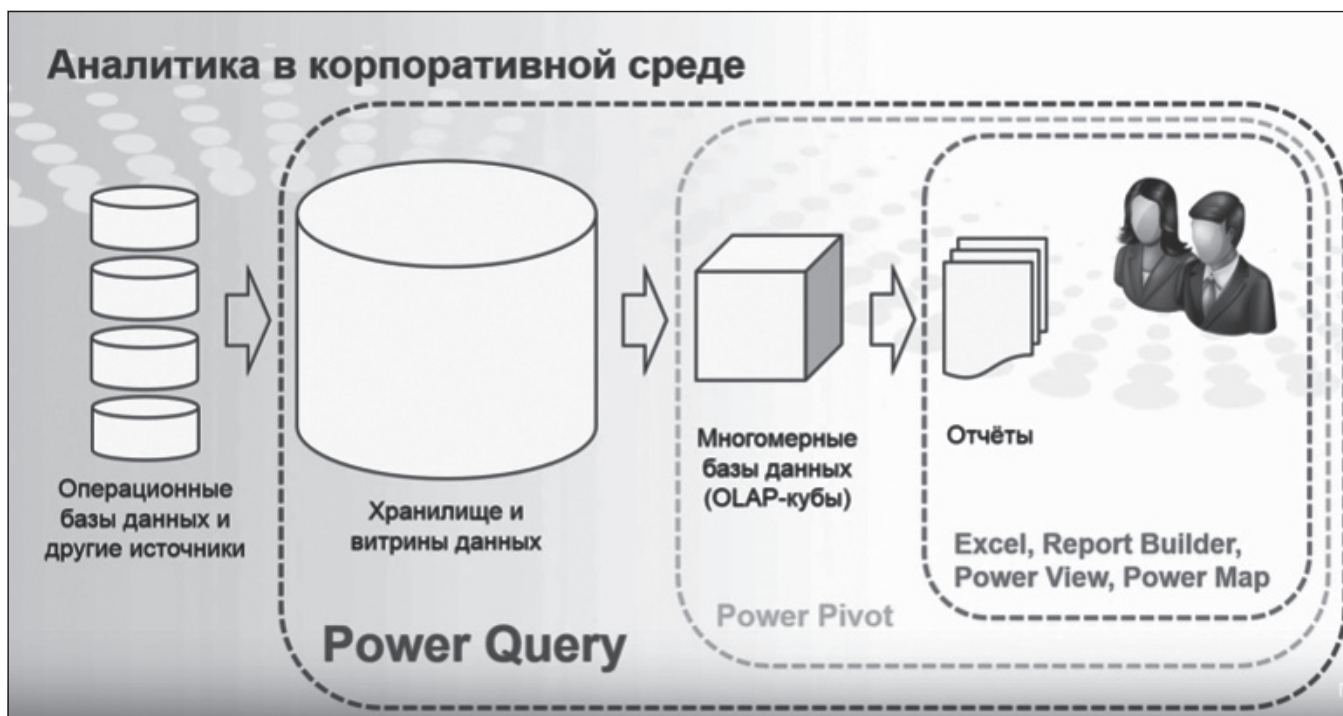 Аналитика в корпоративной среде
Операционные
базы данных и
другие источники
Хранилище и
витрины данных
Многомерные
базы данных
(OLAP-кубы)
Отчёты
Excel, Report Builder,
Power View, Power Map
Power Pivot
Power Query